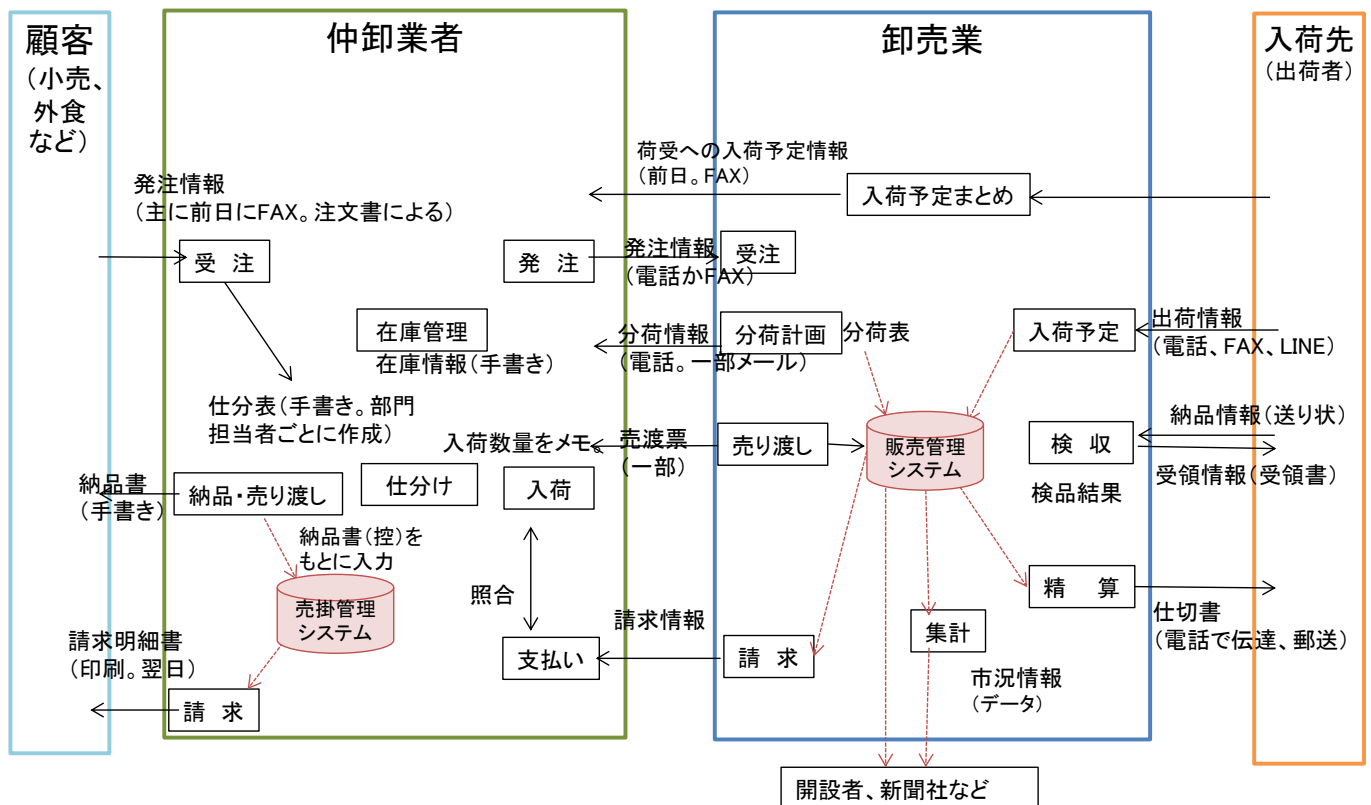 顧客
（小売、
外食
など）
仲卸業者
卸売業
入荷先
（出荷者）
荷受への入荷予定情報
（前日。FAX）
入荷予定まとめ
発注情報
（主に前日にFAX。注文書による）
受 注
発 注
発注情報
（電話かFAX）
受注
在庫管理
在庫情報（手書き）
分荷情報
（電話。一部メール）
分荷計画
分荷表
入荷予定
出荷情報
（電話、FAX、LINE）
仕分表（手書き。部門
担当者ごとに作成）
入荷数量をメモ。
売渡票
（一部）
売り渡し
販売管理
システム
検 収
検品結果
納品情報（送り状）
受領情報（受領書）
納品書
（手書き）
納品・売り渡し
仕分け
入荷
納品書（控）を
もとに入力
売掛管理
システム
照合
精 算
仕切書
（電話で伝達、郵送）
請求明細書
（印刷。翌日）
請 求
支払い
請求情報
請 求
集計
市況情報
（データ）
開設者、新聞社など